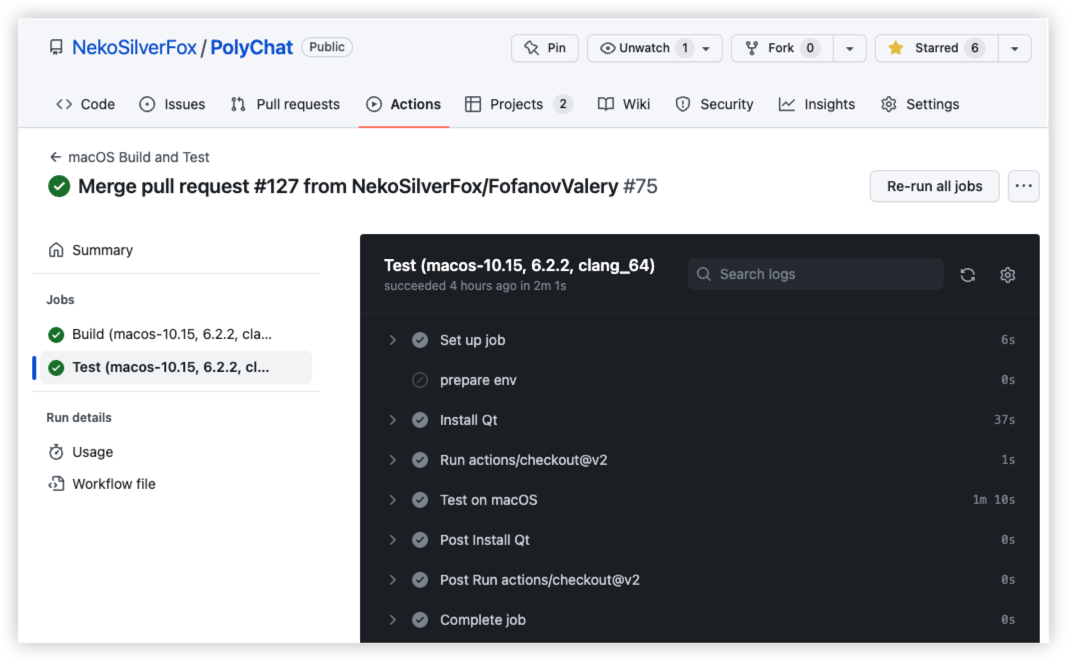 NekoSilverFox / PolyChat Public Pin Unwatch 1 Fork 0 Starred 6
Code Issues Pull requests Actions Projects 2 Wiki Security Insights Settings
← macOS Build and Test
Merge pull request #127 from NekoSilverFox/FofanovValery #75
Re-run all jobs ···
Summary
Jobs
Build (macos-10.15, 6.2.2, cla...
Test (macos-10.15, 6.2.2, cl...
Run details
Usage
Workflow file
Test (macos-10.15, 6.2.2, clang_64)
succeeded 4 hours ago in 2m 1s
Search logs
Set up job 6s
prepare env 0s
Install Qt 37s
Run actions/checkout@v2 1s
Test on macOS 1m 10s
Post Install Qt 0s
Post Run actions/checkout@v2 0s
Complete job 0s